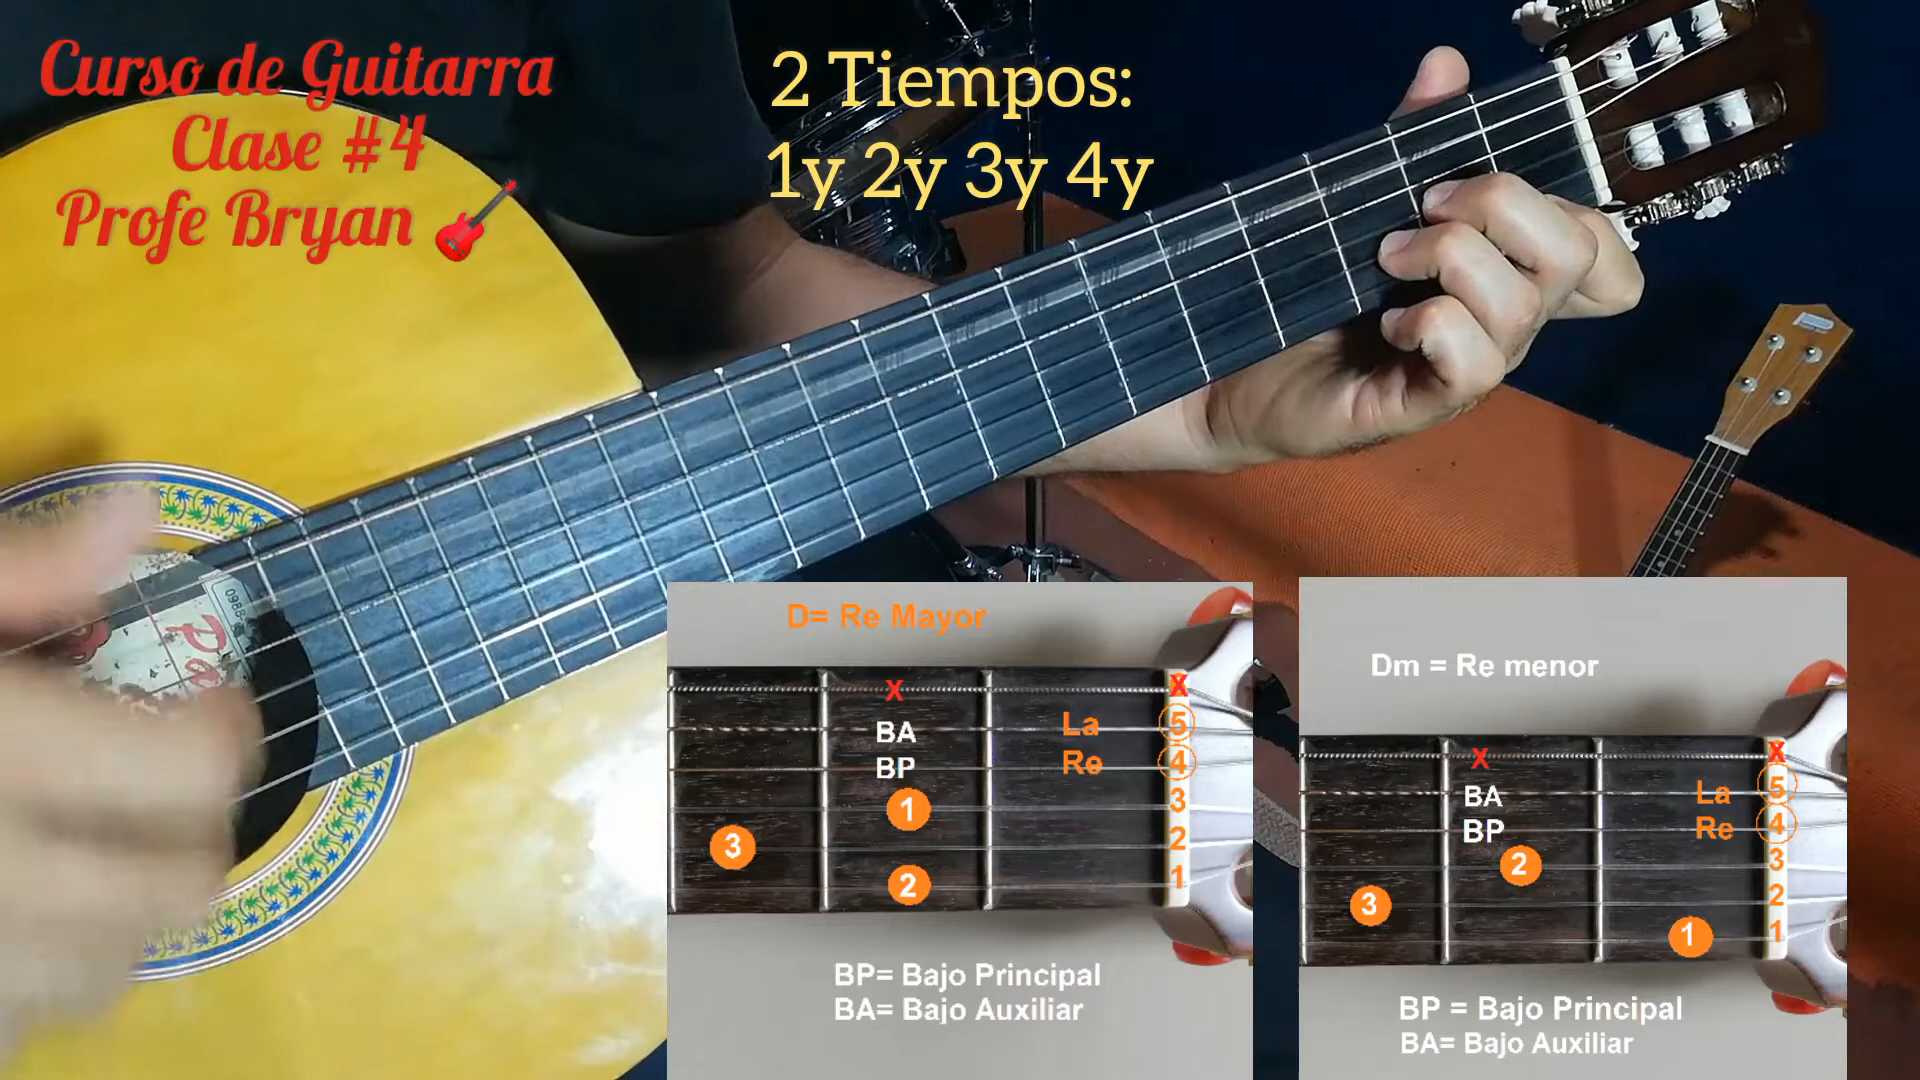 Curso de Guitarra
Clase #4
Profe Bryan
2 Tiempos:
1y 2y 3y 4y
D= Re Mayor
X X
BA La 5
BP Re 4
1 3
3 2
2 1
BP= Bajo Principal
BA= Bajo Auxiliar
Dm = Re menor
X X
BA La 5
BP Re 4
2 3
3 2
1 1
BP = Bajo Principal
BA= Bajo Auxiliar